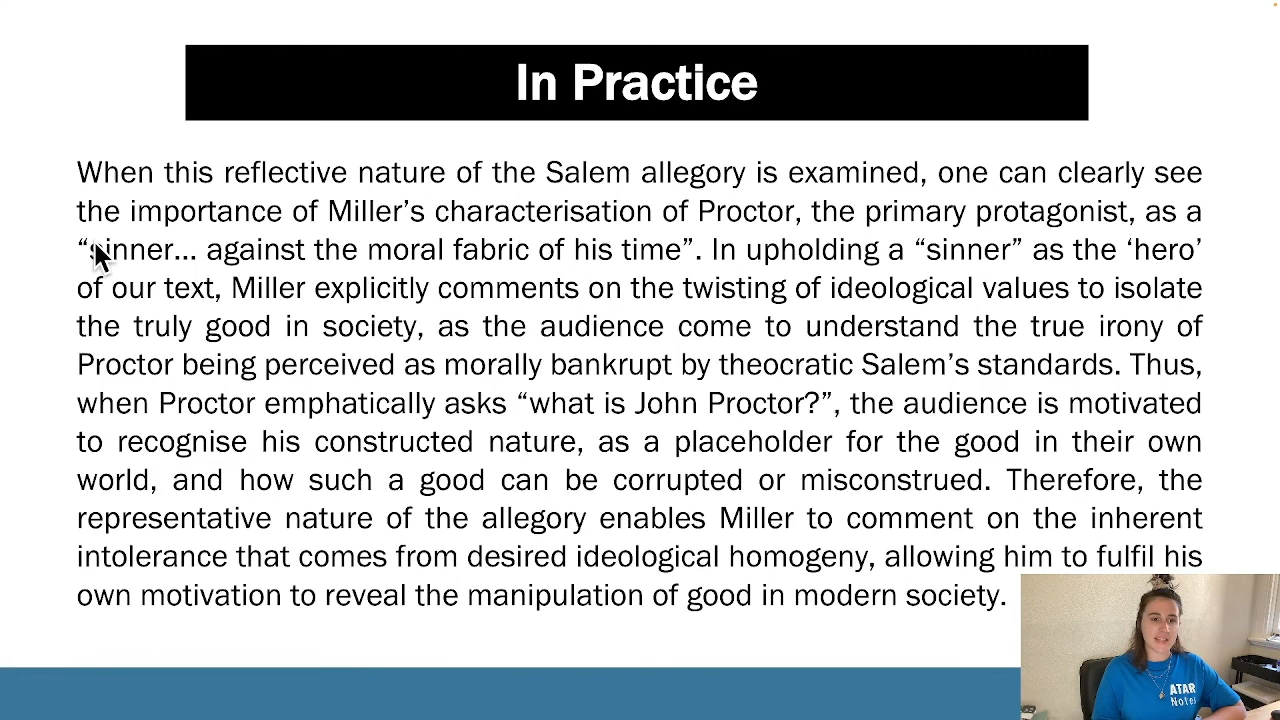 In Practice
When this reflective nature of the Salem allegory is examined, one can clearly see
the importance of Miller’s characterisation of Proctor, the primary protagonist, as a
“sinner... against the moral fabric of his time”. In upholding a “sinner” as the ‘hero’
of our text, Miller explicitly comments on the twisting of ideological values to isolate
the truly good in society, as the audience come to understand the true irony of
Proctor being perceived as morally bankrupt by theocratic Salem’s standards. Thus,
when Proctor emphatically asks “what is John Proctor?”, the audience is motivated
to recognise his constructed nature, as a placeholder for the good in their own
world, and how such a good can be corrupted or misconstrued. Therefore, the
representative nature of the allegory enables Miller to comment on the inherent
intolerance that comes from desired ideological homogeny, allowing him to fulfil his
own motivation to reveal the manipulation of good in modern society.
ATAR
Notes